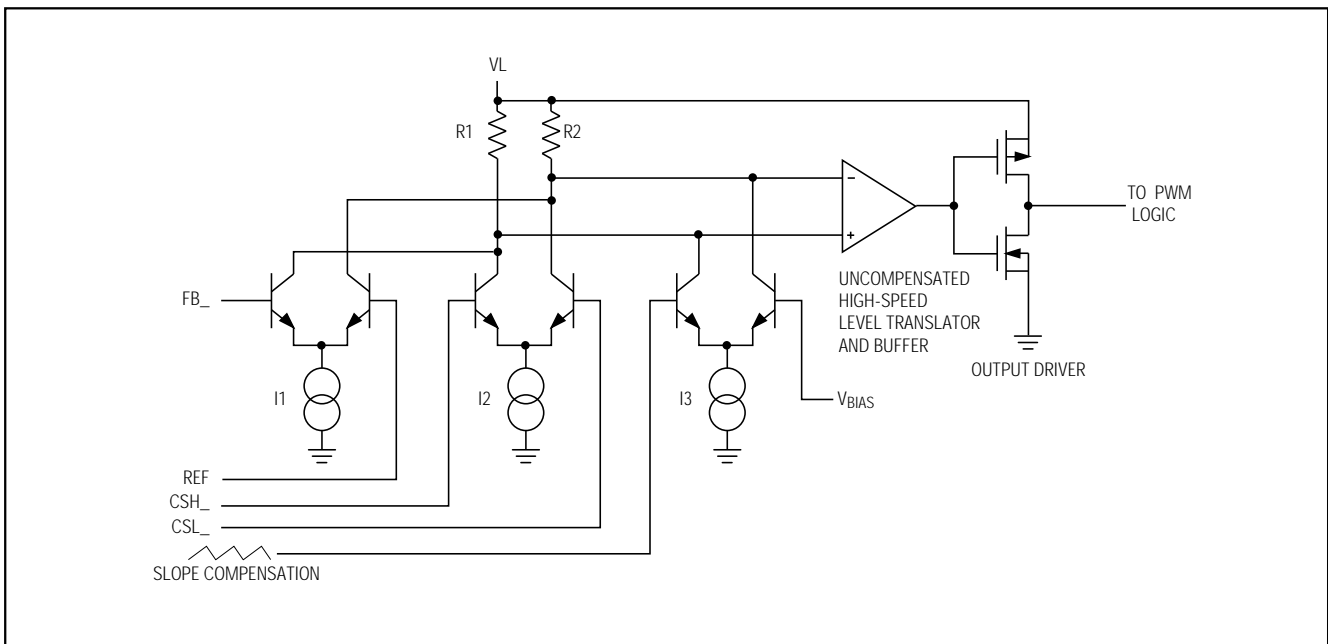 VL
R1
R2
−
+
TO PWM
LOGIC
FB_
UNCOMPENSATED
HIGH-SPEED
LEVEL TRANSLATOR
AND BUFFER
OUTPUT DRIVER
I1
I2
I3
VBIAS
REF
CSH_
CSL_
SLOPE COMPENSATION